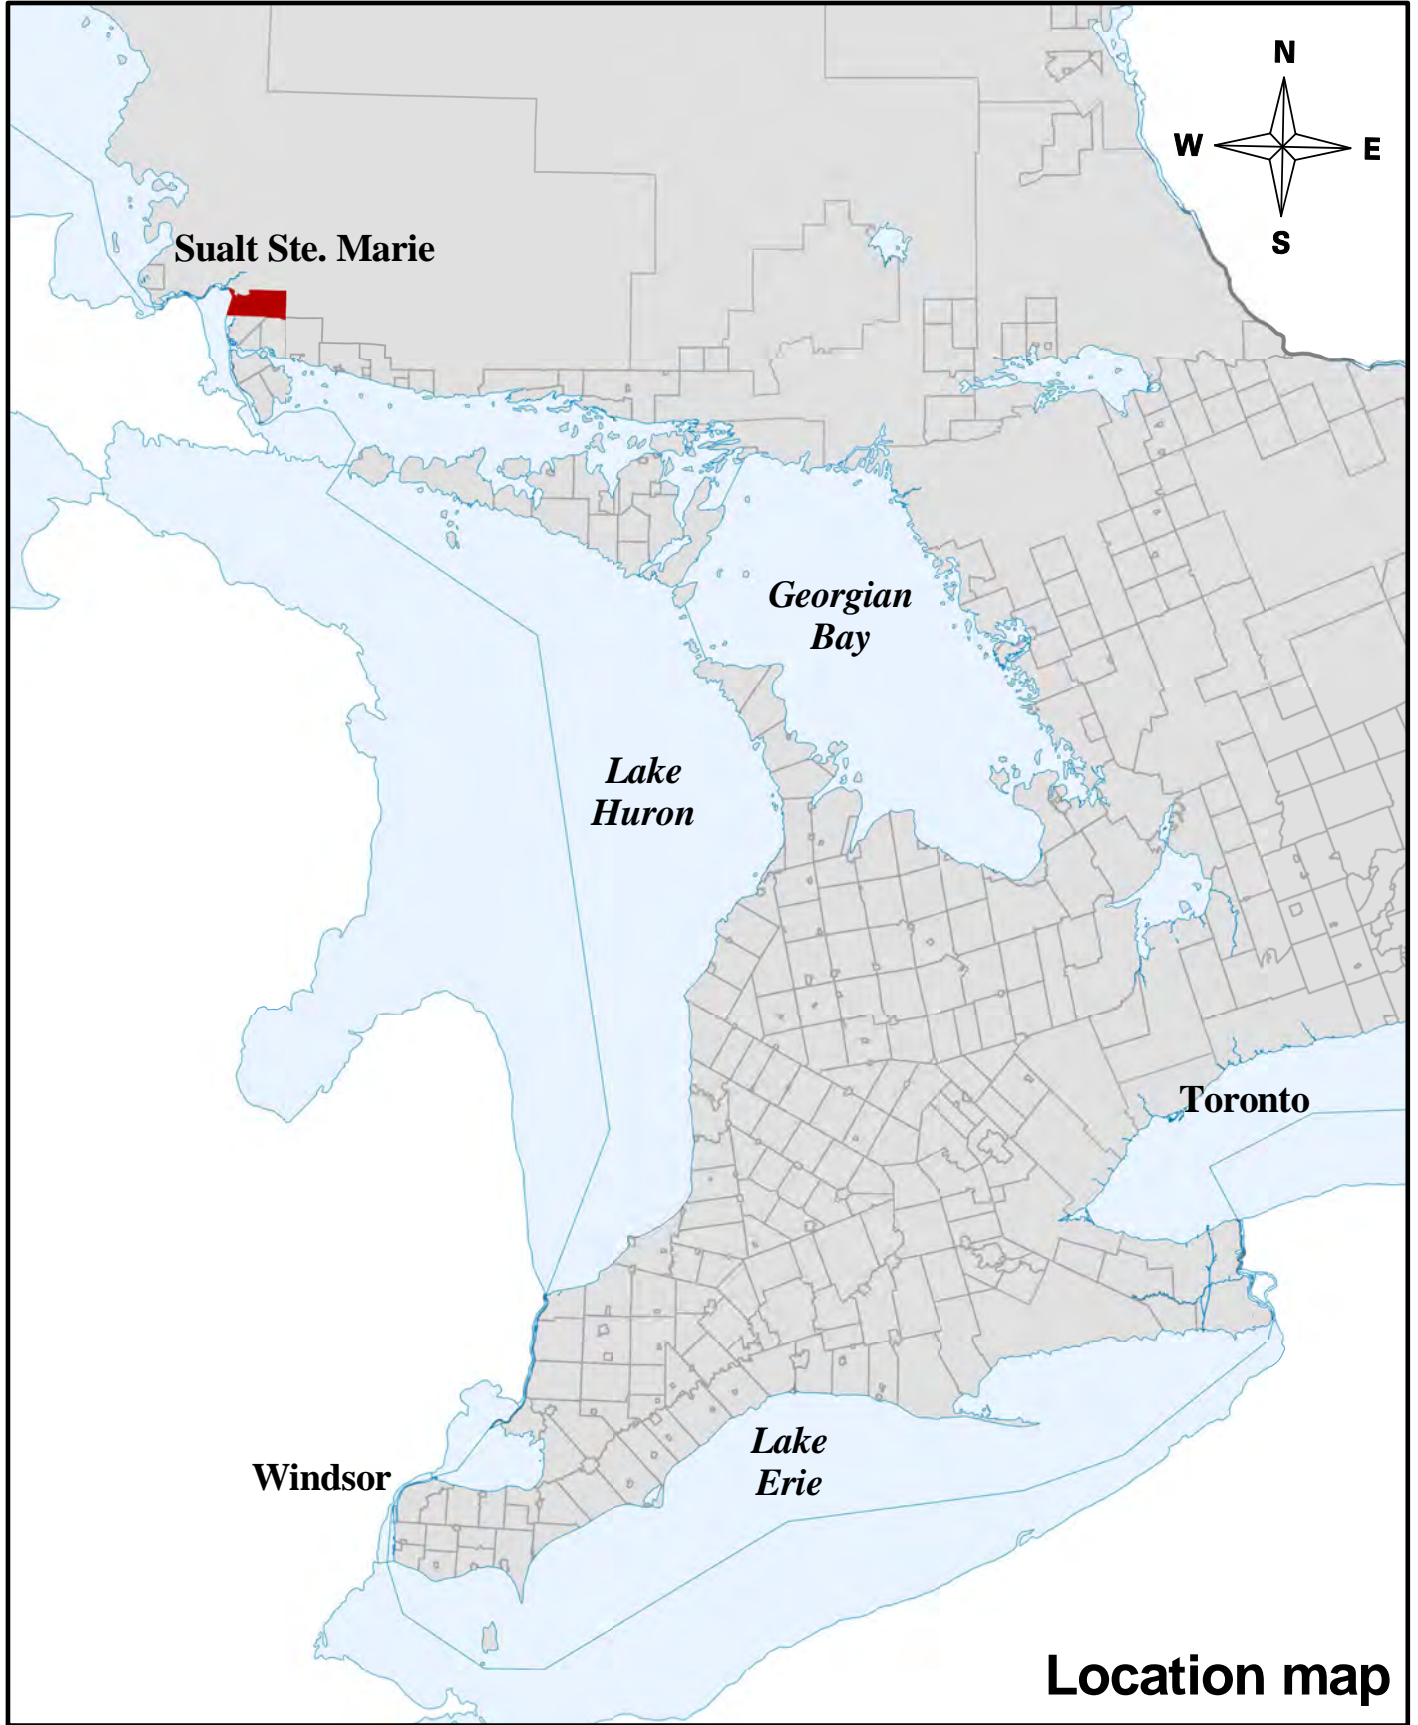 N
W E
S
Sualt Ste. Marie
Georgian
Bay
Lake
Huron
Toronto
Lake
Erie
Windsor
Location map